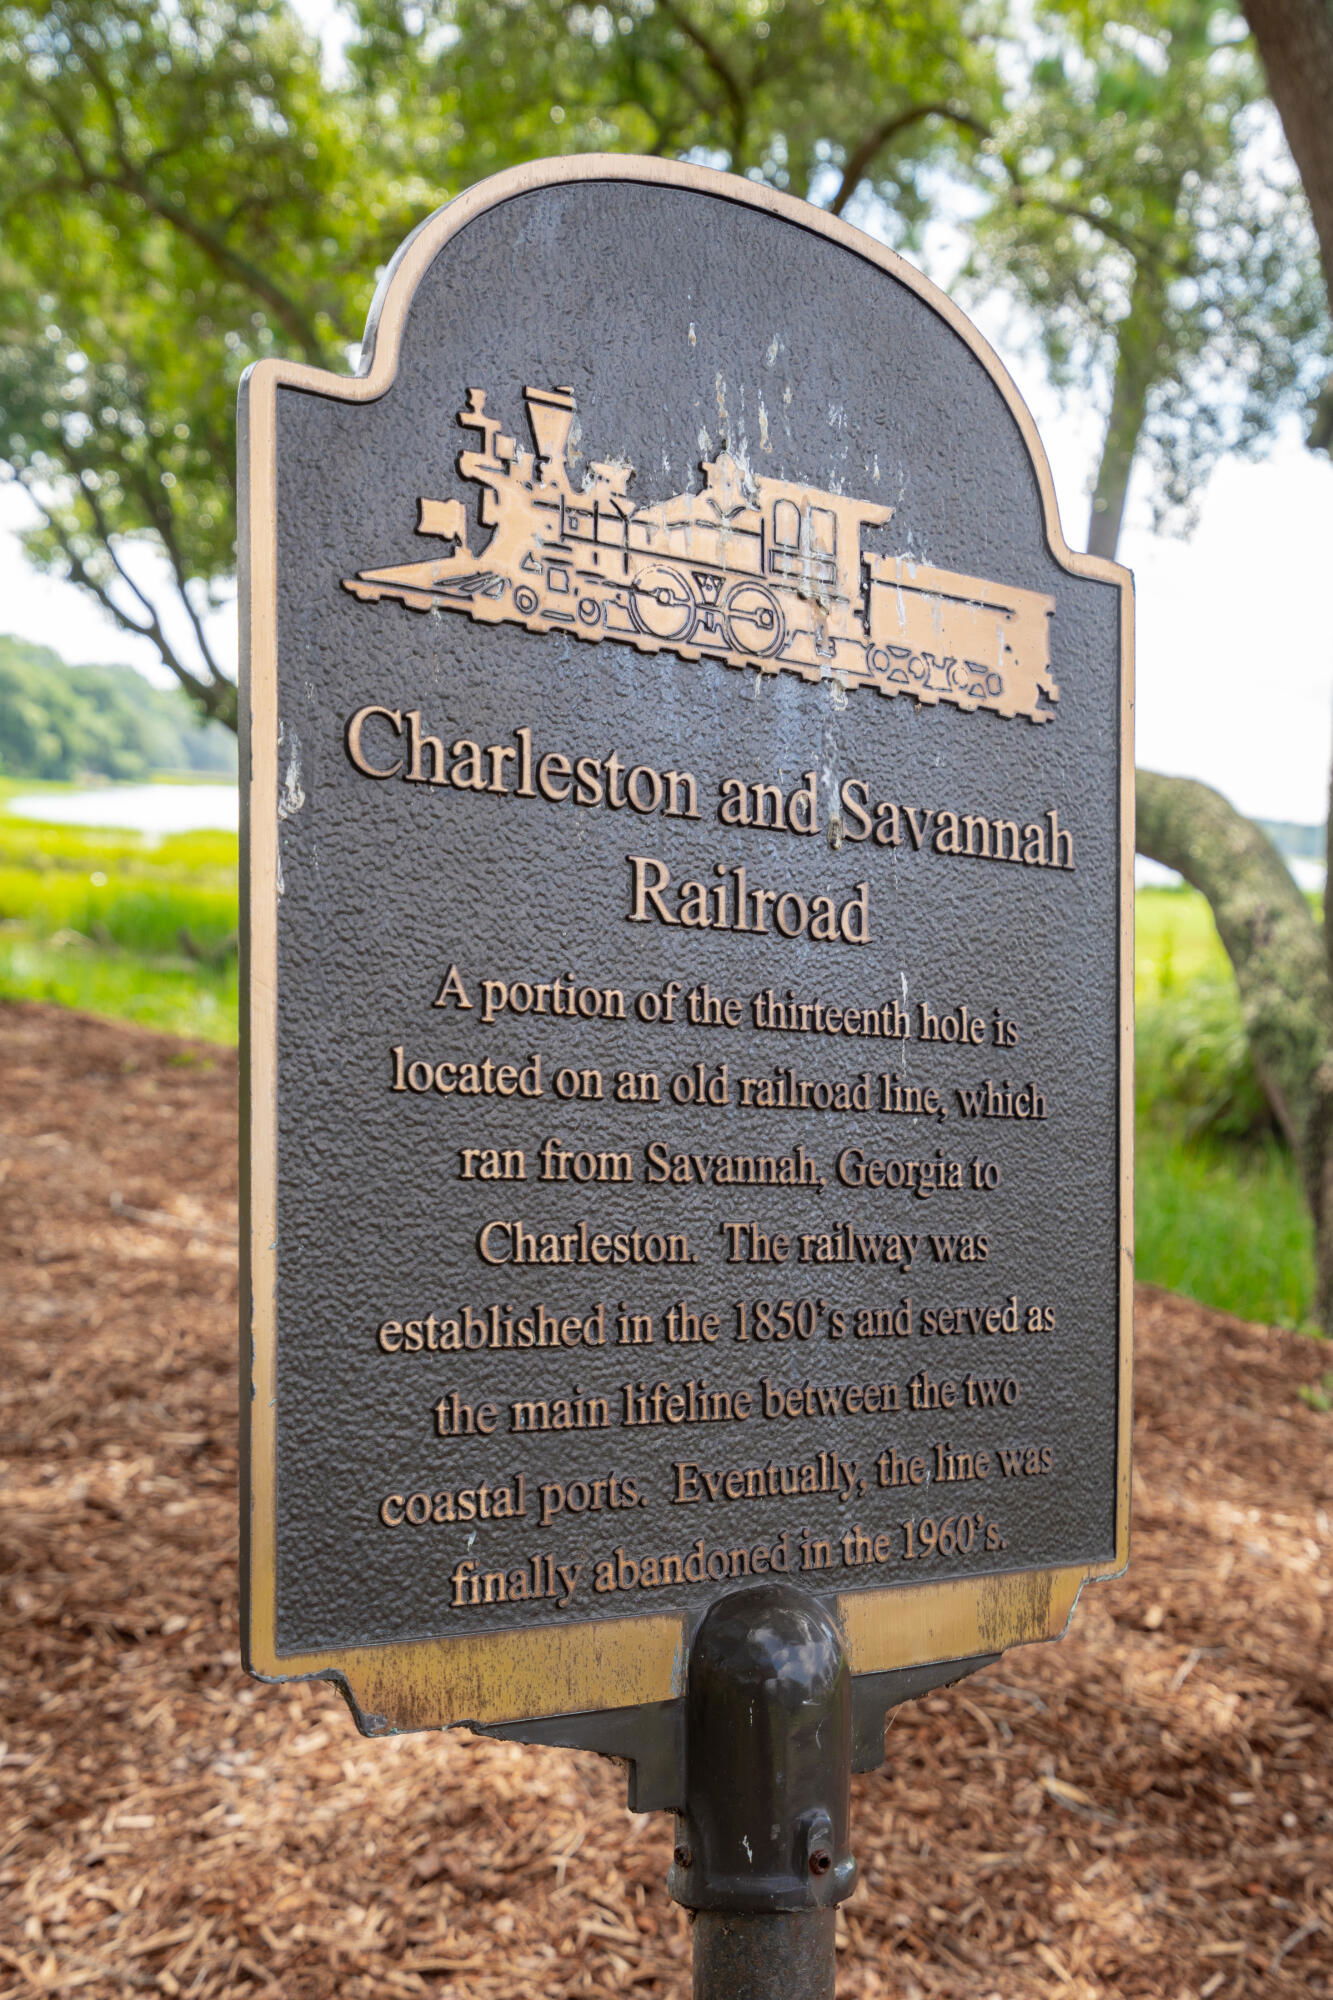 Charleston and Savannah
Railroad
A portion of the thirteenth hole is
located on an old railroad line, which
ran from Savannah, Georgia to
Charleston. The railway was
established in the 1850's and served as
the main lifeline between the two
coastal ports. Eventually, the line was
finally abandoned in the 1960's.